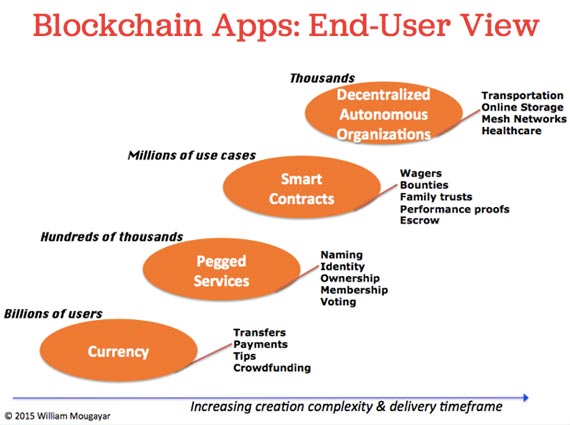 Blockchain Apps: End-User View
Thousands
Decentralized
Autonomous
Organizations
Transportation
Online Storage
Mesh Networks
Healthcare
Millions of use cases
Smart
Contracts
Wagers
Bounties
Family trusts
Performance proofs
Escrow
Hundreds of thousands
Pegged
Services
Naming
Identity
Ownership
Membership
Voting
Billions of users
Currency
Transfers
Payments
Tips
Crowdfunding
Increasing creation complexity & delivery timeframe
© 2015 William Mougayar